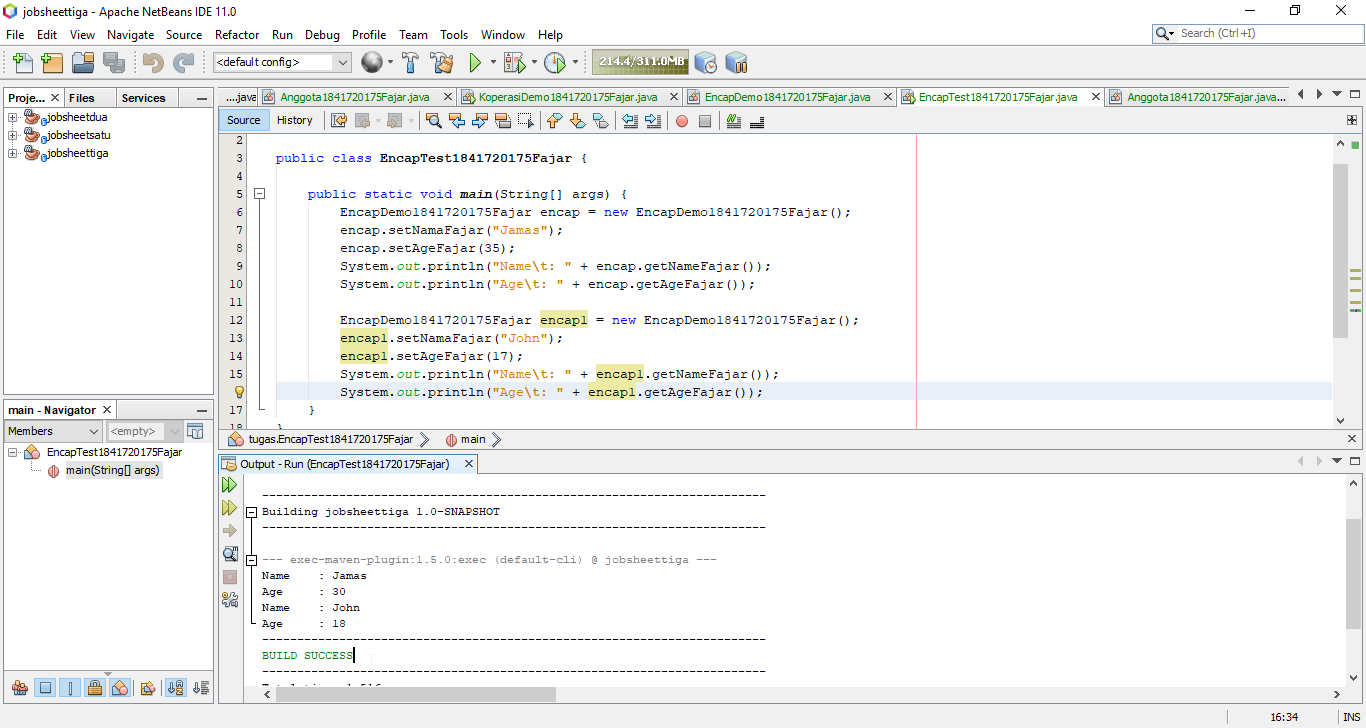 jobsheettiga - Apache NetBeans IDE 11.0
File Edit View Navigate Source Refactor Run Debug Profile Team Tools Window Help
Search (Ctrl+I)
<default config>
214.4/311.0MB
Proje... Files Services
....java Anggota1841720175Fajar.java KoperasiDemo1841720175Fajar.java EncapDemo1841720175Fajar.java EncapTest1841720175Fajar.java Anggota1841720175Fajar.java...
jobsheetdua
jobsheetsatu
jobsheettiga
Source History
2
3 public class EncapTest1841720175Fajar {
4
5 public static void main(String[] args) {
6 EncapDemo1841720175Fajar encap = new EncapDemo1841720175Fajar();
7 encap.setNamaFajar("Jamas");
8 encap.setAgeFajar(35);
9 System.out.println("Name\t: " + encap.getNameFajar());
10 System.out.println("Age\t: " + encap.getAgeFajar());
11
12 EncapDemo1841720175Fajar encap1 = new EncapDemo1841720175Fajar();
13 encap1.setNamaFajar("John");
14 encap1.setAgeFajar(17);
15 System.out.println("Name\t: " + encap1.getNameFajar());
System.out.println("Age\t: " + encap1.getAgeFajar());
17 }
18 }
tugas.EncapTest1841720175Fajar main
main - Navigator
Members <empty>
EncapTest1841720175Fajar
main(String[] args)
Output - Run (EncapTest1841720175Fajar)
------------------------------------------------------------------------
Building jobsheettiga 1.0-SNAPSHOT
------------------------------------------------------------------------
--- exec-maven-plugin:1.5.0:exec (default-cli) @ jobsheettiga ---
Name : Jamas
Age : 30
Name : John
Age : 18
------------------------------------------------------------------------
BUILD SUCCESS
------------------------------------------------------------------------
16:34 INS